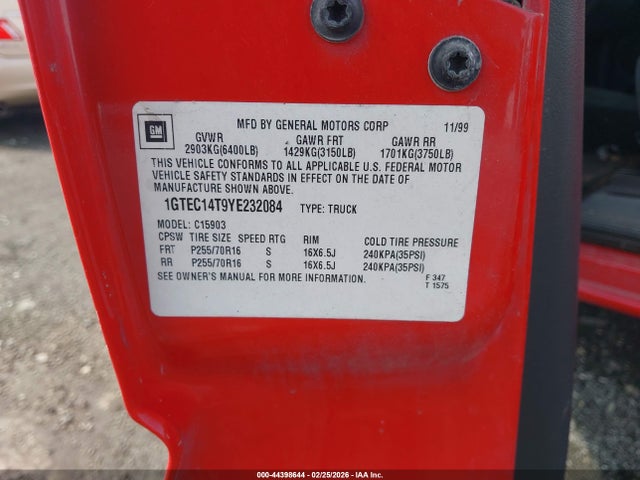 GM
MFD BY GENERAL MOTORS CORP 11/99
GVWR GAWR FRT GAWR RR
2903KG(6400LB) 1429KG(3150LB) 1701KG(3750LB)
THIS VEHICLE CONFORMS TO ALL APPLICABLE U.S. FEDERAL MOTOR
VEHICLE SAFETY STANDARDS IN EFFECT ON THE DATE OF
MANUFACTURE SHOWN ABOVE.
1GTEC14T9YE232084 TYPE: TRUCK
MODEL: C15903
CPSW TIRE SIZE SPEED RTG RIM COLD TIRE PRESSURE
FRT P255/70R16 S 16X6.5J 240KPA(35PSI)
RR P255/70R16 S 16X6.5J 240KPA(35PSI)
SEE OWNER'S MANUAL FOR MORE INFORMATION.
F 347
T 1575
000-44398644 - 02/25/2026 - IAA, Inc.